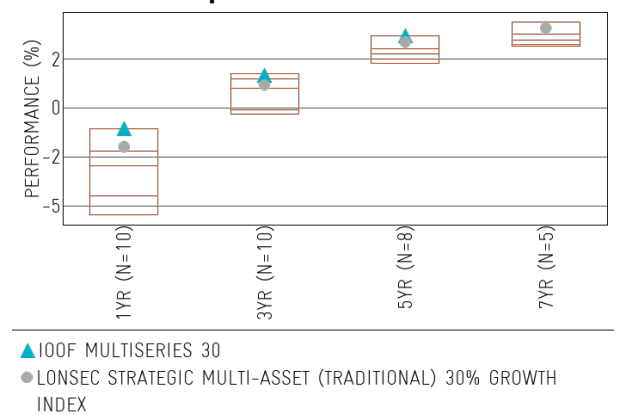 PERFORMANCE (%)
2
0
-2
-5
1YR (N=10)
3YR (N=10)
5YR (N=8)
7YR (N=5)
IOOF MULTISERIES 30
LONSEC STRATEGIC MULTI-ASSET (TRADITIONAL) 30% GROWTH
INDEX